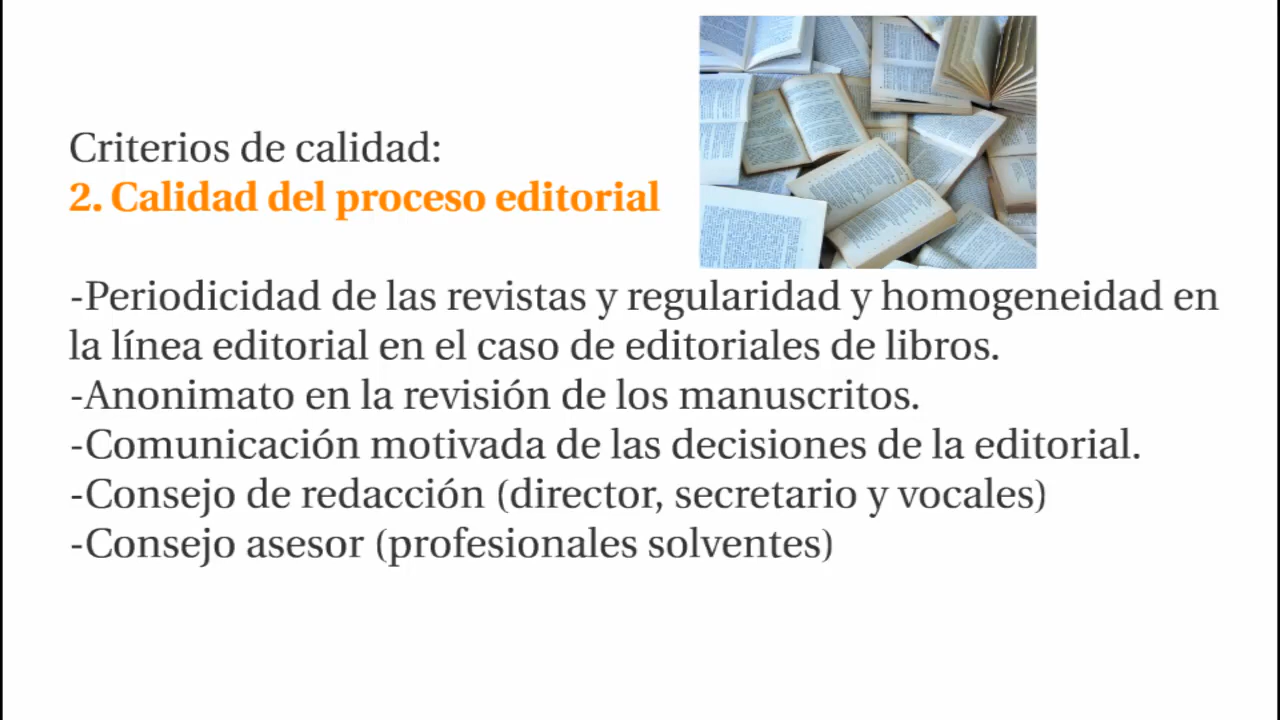 Criterios de calidad:
2. Calidad del proceso editorial
-Periodicidad de las revistas y regularidad y homogeneidad en
la línea editorial en el caso de editoriales de libros.
-Anonimato en la revisión de los manuscritos.
-Comunicación motivada de las decisiones de la editorial.
-Consejo de redacción (director, secretario y vocales)
-Consejo asesor (profesionales solventes)